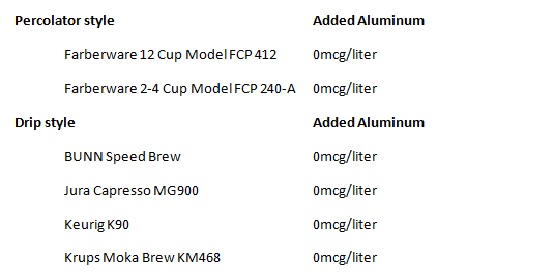 Percolator style Added Aluminum
Farberware 12 Cup Model FCP 412 0mcg/liter
Farberware 2-4 Cup Model FCP 240-A 0mcg/liter
Drip style Added Aluminum
BUNN Speed Brew 0mcg/liter
Jura Capresso MG900 0mcg/liter
Keurig K90 0mcg/liter
Krups Moka Brew KM468 0mcg/liter